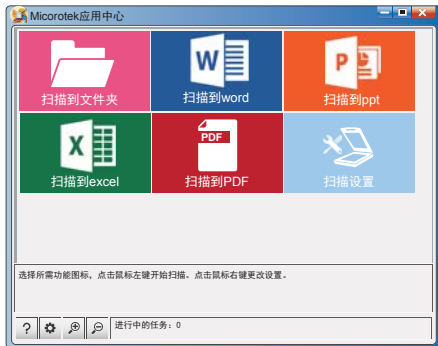 Micorotek应用中心
扫描到文件夹
W
扫描到word
P
扫描到ppt
X
扫描到excel
PDF
扫描到PDF
扫描设置
选择所需功能图标，点击鼠标左键开始扫描。点击鼠标右键更改设置。
?
进行中的任务：0